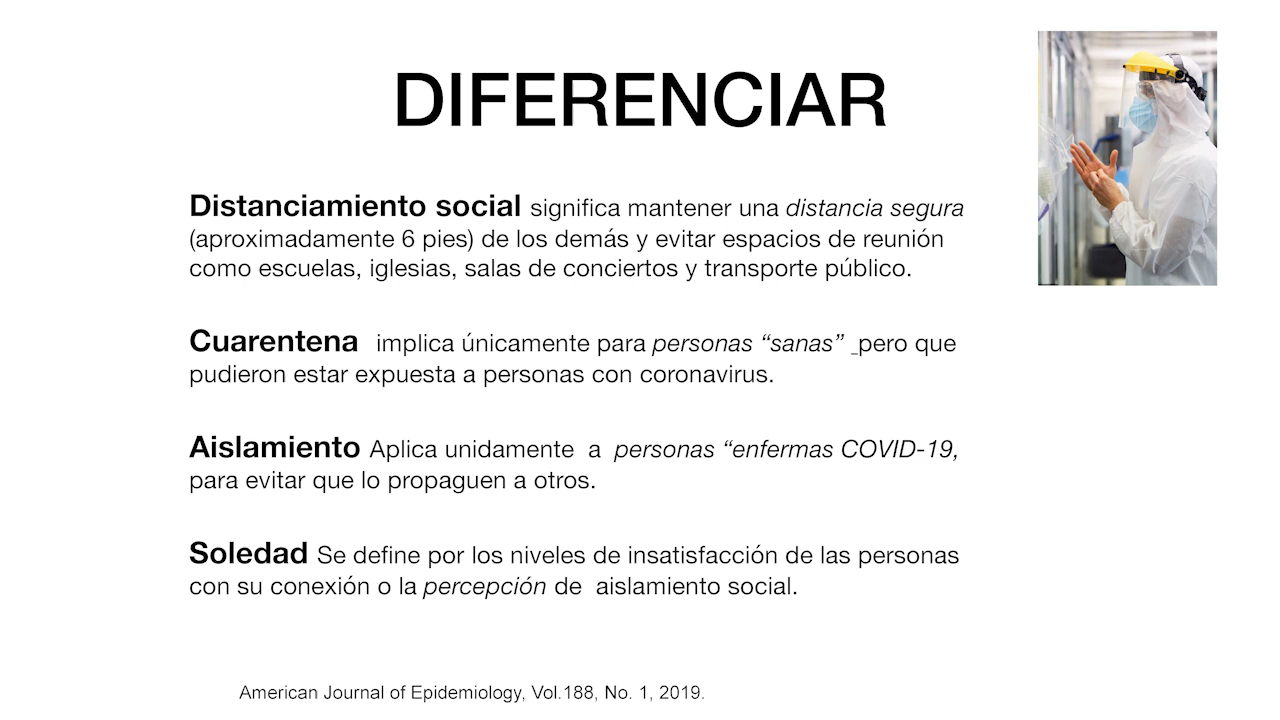 DIFERENCIAR
Distanciamiento social significa mantener una distancia segura
(aproximadamente 6 pies) de los demás y evitar espacios de reunión
como escuelas, iglesias, salas de conciertos y transporte público.
Cuarentena implica únicamente para personas “sanas” _pero que
pudieron estar expuesta a personas con coronavirus.
Aislamiento Aplica unidamente a personas “enfermas COVID-19,
para evitar que lo propaguen a otros.
Soledad Se define por los niveles de insatisfacción de las personas
con su conexión o la percepción de aislamiento social.
American Journal of Epidemiology, Vol.188, No. 1, 2019.